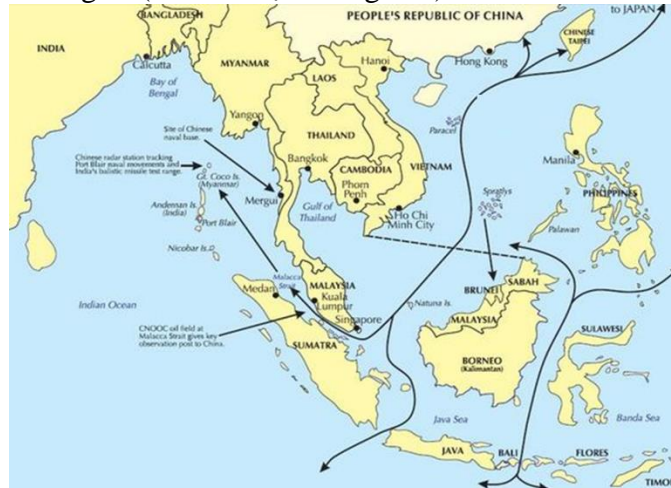 to JAPAN
PEOPLE'S REPUBLIC OF CHINA
CHINESE
TAIPEI
BANGLADESH
INDIA
Calcutta
MYANMAR
Hanoi
Hong Kong
LAOS
Bay of
Bengal
Yangon
Site of Chinese
naval base.
THAILAND
Paracel
Manila
VIETNAM
Chinese radar station tracking
Port Blair naval movements and
India's balistic missile test range.
Bangkok
CAMBODIA
Gt. Coco Is.
(Myanmar)
Phom
Penh
Spratlys
PHILIPPINES
Mergui
Andeman Is.
(India)
Gulf of
Thailand
Ho Chi
Minh City
Palawan
Port Blair
Nicobar Is.
Malacca
Strait
MALAYSIA
SABAH
BRUNEI
Medan
Kuala
Lumpur
Natuna Is.
Indian Ocean
MALAYSIA
CNOOC oil field at
Malacca Strait gives key
observation post to China.
Singapore
SULAWESI
SUMATRA
BORNEO
(Kalimantan)
Java Sea
Banda Sea
JAVA
BALI
FLORES